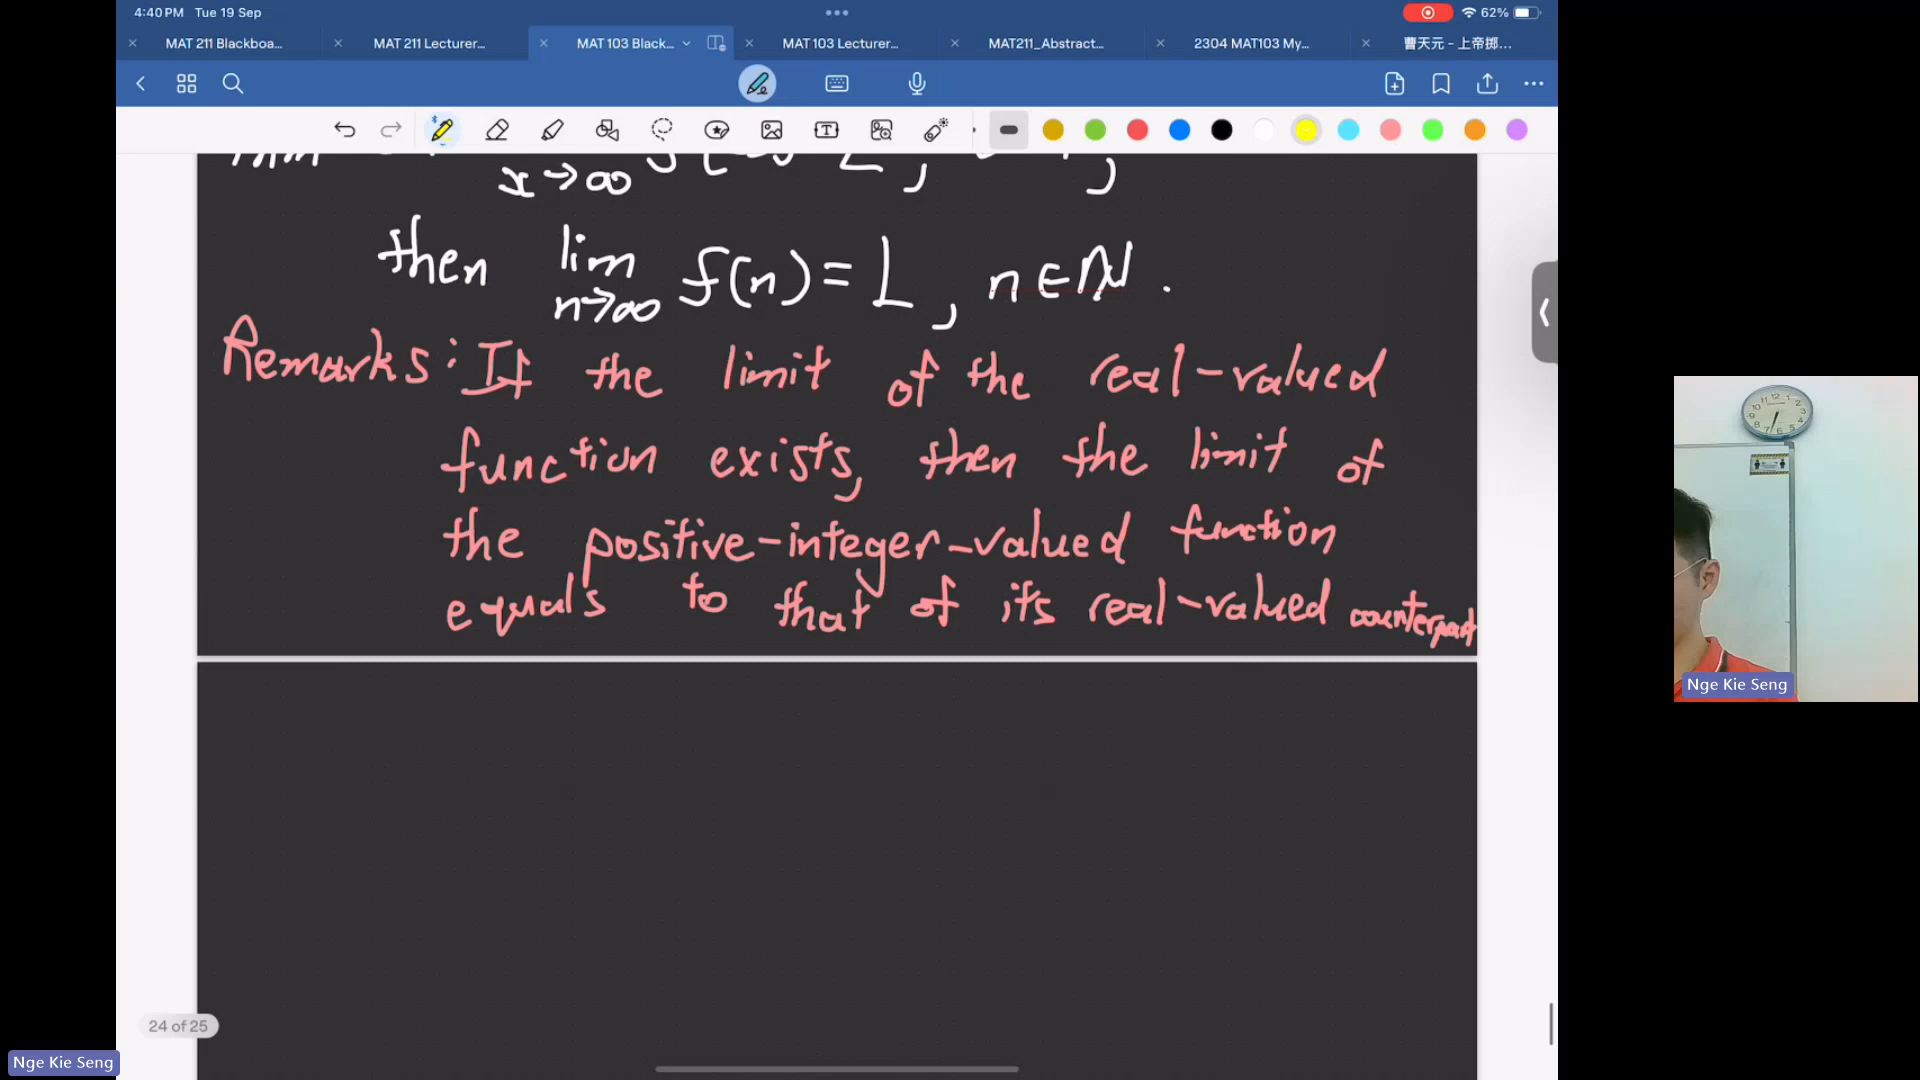 4:40 PM Tue 19 Sep
62%
MAT 211 Blackboa...
MAT 211 Lecturer...
MAT 103 Black...
MAT 103 Lecturer...
MAT211_Abstract...
2304 MAT103 My...
曹天元 - 上帝掷...
x→∞
then lim f(n) = L, n∈ℕ.
n→∞
Remarks: If the limit of the real-valued
function exists, then the limit of
the positive-integer-valued function
equals to that of its real-valued counterpart
24 of 25
Nge Kie Seng
Nge Kie Seng